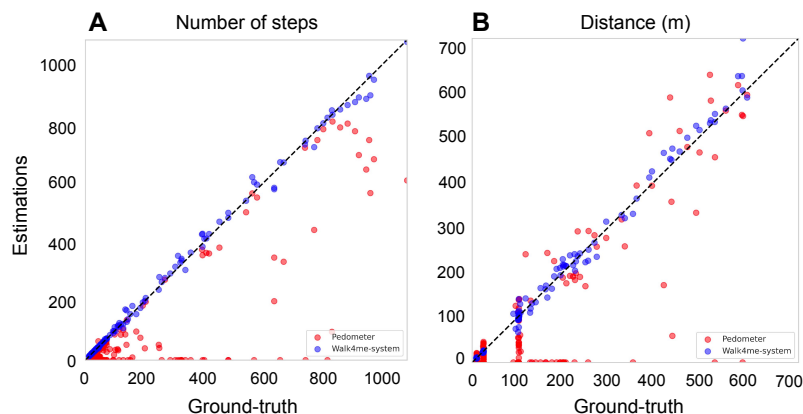 A
Number of steps
1000
800
600
400
200
0
0
200
400
600
800
1000
Estimations
Ground-truth
Pedometer
Walk4me-system
B
Distance (m)
700
600
500
400
300
200
100
0
0
100
200
300
400
500
600
700
Ground-truth
Pedometer
Walk4me-system